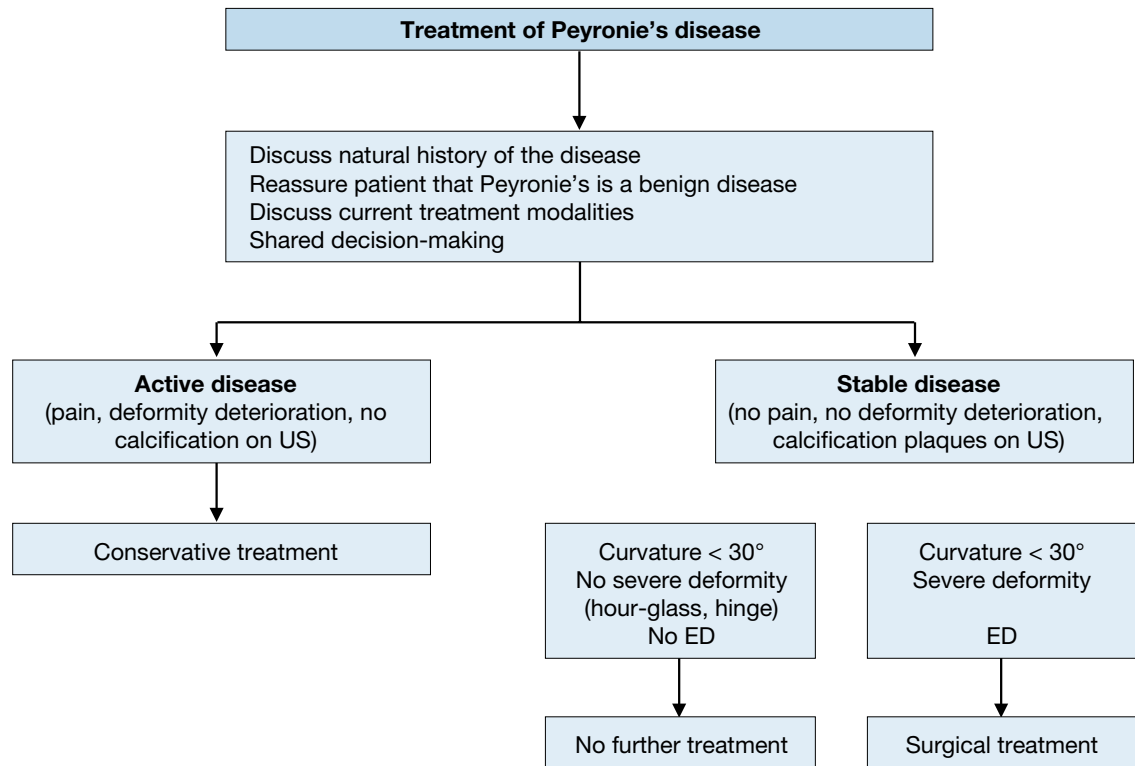 Treatment of Peyronie’s disease
Discuss natural history of the disease
Reassure patient that Peyronie’s is a benign disease
Discuss current treatment modalities
Shared decision-making
Active disease
(pain, deformity deterioration, no
calcification on US)
Stable disease
(no pain, no deformity deterioration,
calcification plaques on US)
Conservative treatment
Curvature < 30°
No severe deformity
(hour-glass, hinge)
No ED
Curvature < 30°
Severe deformity
ED
No further treatment
Surgical treatment